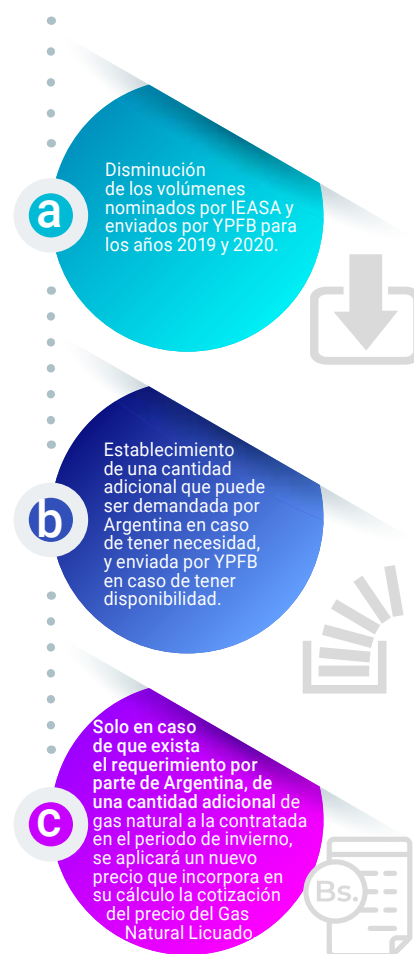 a
Disminución
de los volúmenes
nominados por IEASA y
enviados por YPFB para
los años 2019 y 2020.
b
Establecimiento
de una cantidad
adicional que puede
ser demandada por
Argentina en caso
de tener necesidad,
y enviada por YPFB
en caso de tener
disponibilidad.
c
Solo en caso
de que exista
el requerimiento por
parte de Argentina, de
una cantidad adicional de
gas natural a la contratada
en el periodo de invierno,
se aplicará un nuevo
precio que incorpora en
su cálculo la cotización
del precio del Gas
Natural Licuado
Bs.